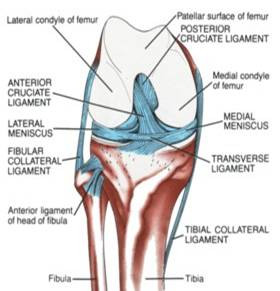 Lateral condyle of femur
Patellar surface of femur
POSTERIOR
CRUCIATE LIGAMENT
ANTERIOR
CRUCIATE
LIGAMENT
Medial condyle
of femur
LATERAL
MENISCUS
MEDIAL
MENISCUS
FIBULAR
COLLATERAL
LIGAMENT
TRANSVERSE
LIGAMENT
Anterior ligament
of head of fibula
TIBIAL COLLATERAL
LIGAMENT
Fibula
Tibia